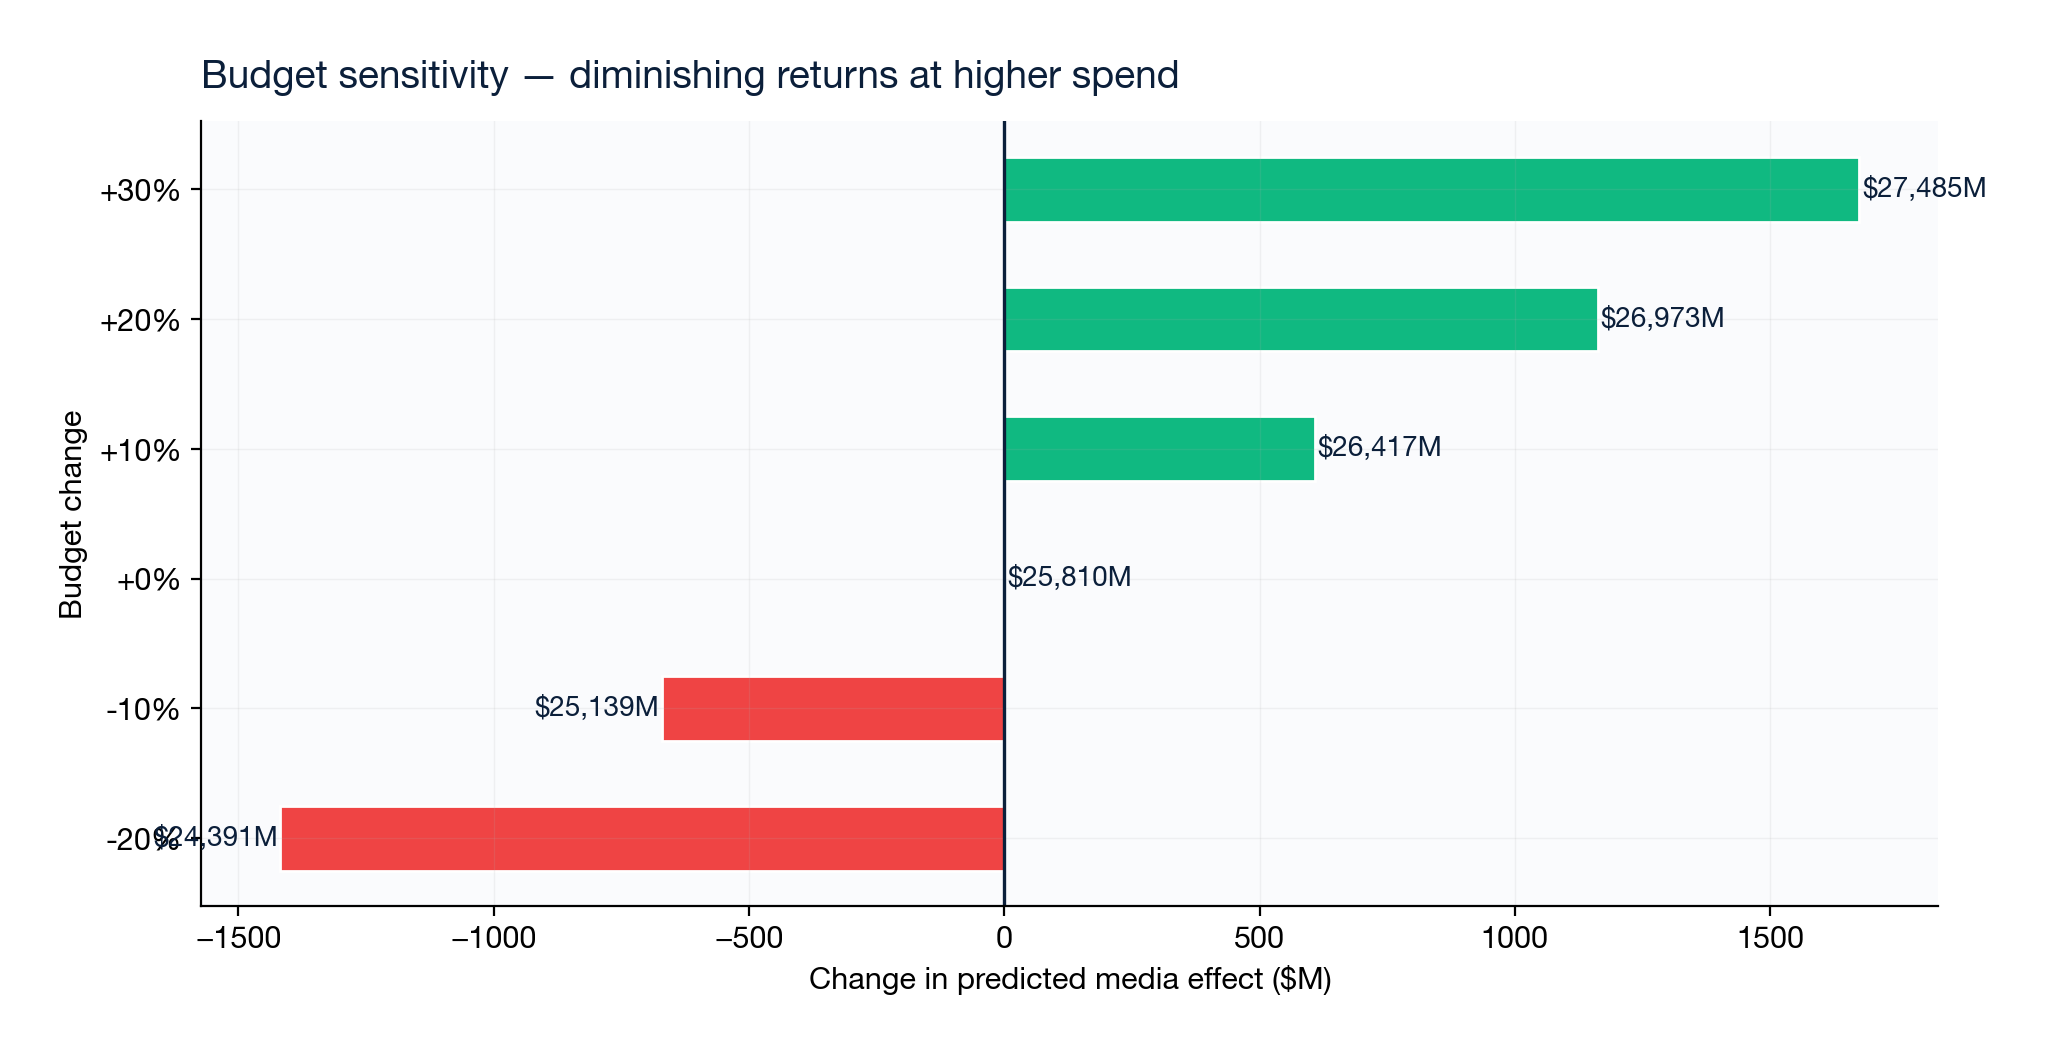 Budget sensitivity — diminishing returns at higher spend
+30%
$27,485M
+20%
$26,973M
+10%
$26,417M
+0%
$25,810M
-10%
$25,139M
-20%
$24,391M
Budget change
−1500
−1000
−500
0
500
1000
1500
Change in predicted media effect ($M)